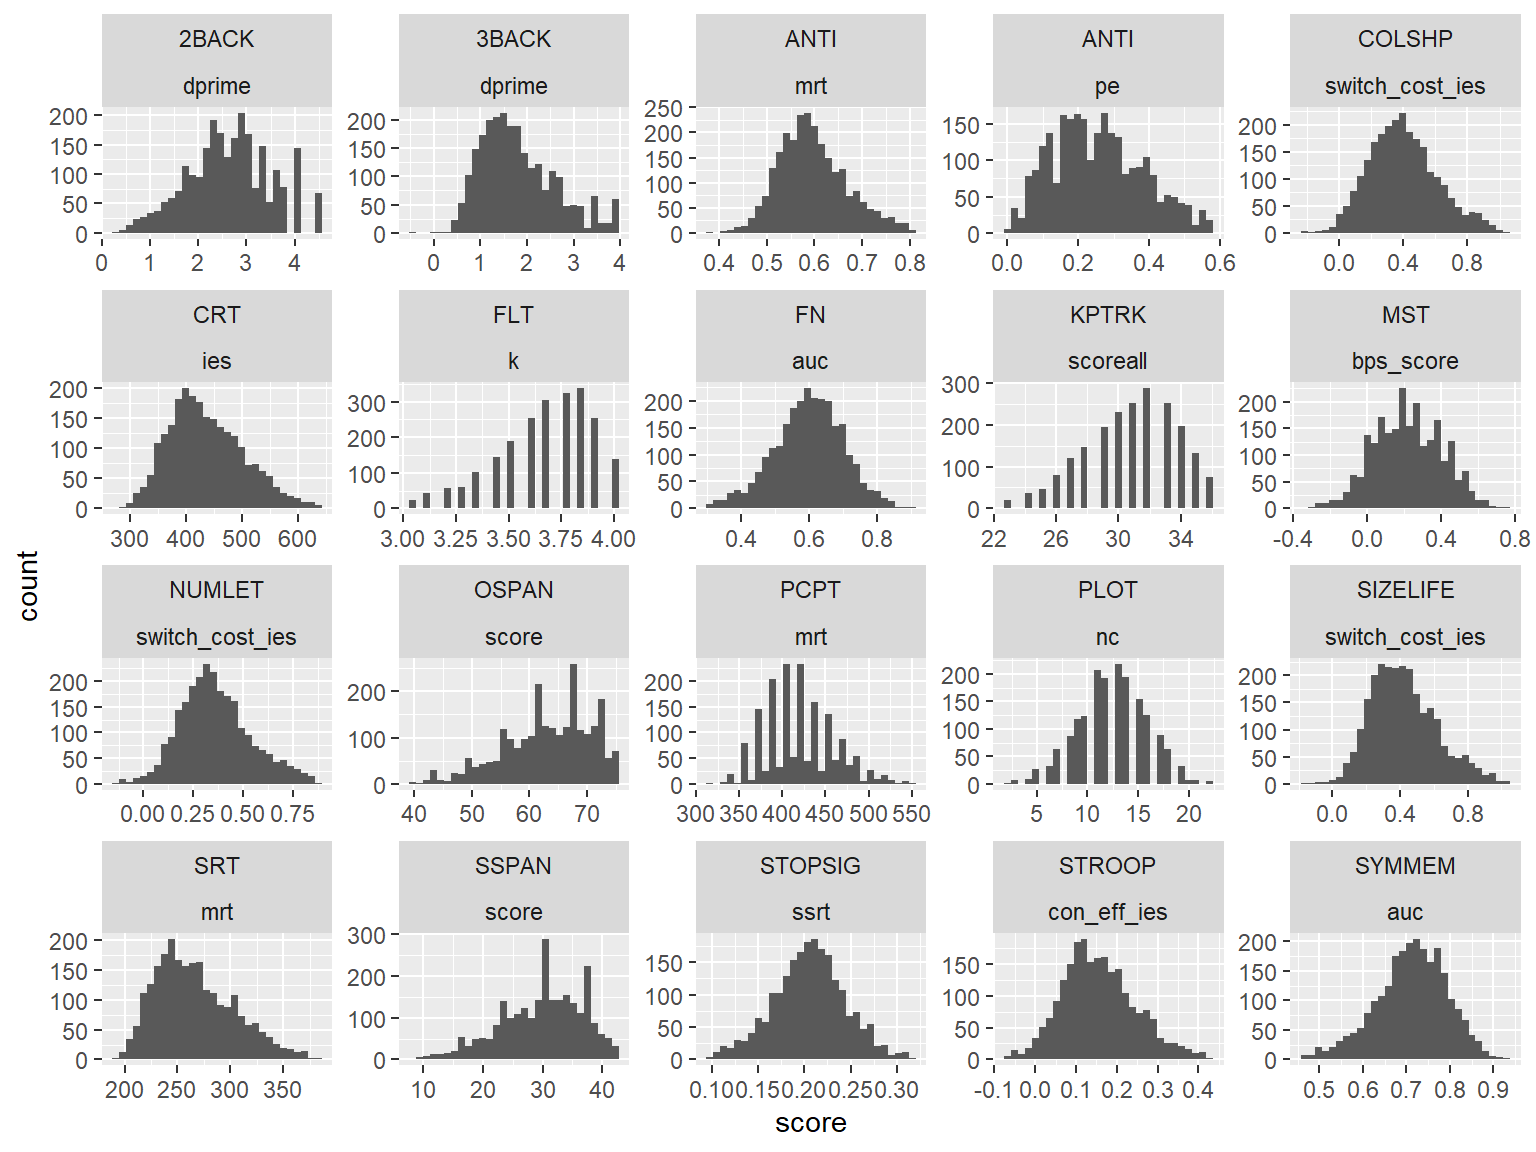 2BACK 3BACK ANTI ANTI COLSHP
dprime dprime mrt pe switch_cost_ies
200 150 100 50 0
200 150 100 50 0
250 200 150 100 50 0
150 100 50 0
200 150 100 50 0
0 1 2 3 4
0 1 2 3 4
0.4 0.5 0.6 0.7 0.8
0.0 0.2 0.4 0.6
0.0 0.4 0.8
CRT FLT FN KPTRK MST
ies k auc scoreall bps_score
200 150 100 50 0
300 200 100 0
200 150 100 50 0
300 200 100 0
200 150 100 50 0
300 400 500 600
3.00 3.25 3.50 3.75 4.00
0.4 0.6 0.8
22 26 30 34
-0.4 0.0 0.4 0.8
count
NUMLET OSPAN PCPT PLOT SIZELIFE
switch_cost_ies score mrt nc switch_cost_ies
200 150 100 50 0
200 100 0
200 150 100 50 0
200 150 100 50 0
200 150 100 50 0
0.00 0.25 0.50 0.75
40 50 60 70
300 350 400 450 500 550
5 10 15 20
0.0 0.4 0.8
SRT SSPAN STOPSIG STROOP SYMMEM
mrt score ssrt con_eff_ies auc
200 150 100 50 0
300 200 100 0
150 100 50 0
150 100 50 0
200 150 100 50 0
200 250 300 350
10 20 30 40
0.10 0.15 0.20 0.25 0.30
-0.1 0.0 0.1 0.2 0.3 0.4
0.5 0.6 0.7 0.8 0.9
score